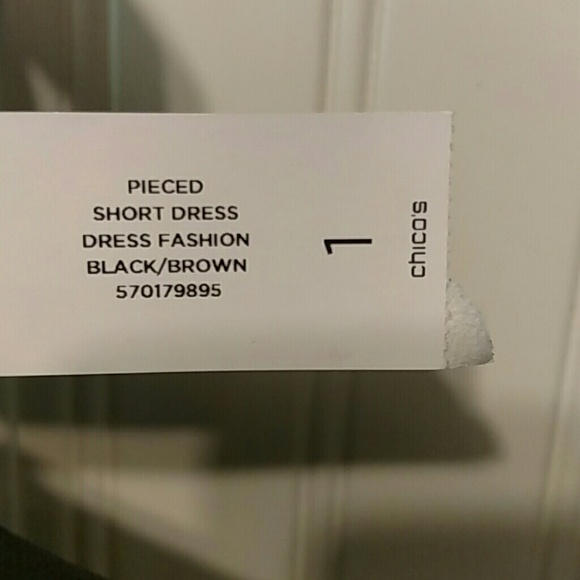 PIECED
SHORT DRESS
DRESS FASHION
BLACK/BROWN
570179895
1
chico's